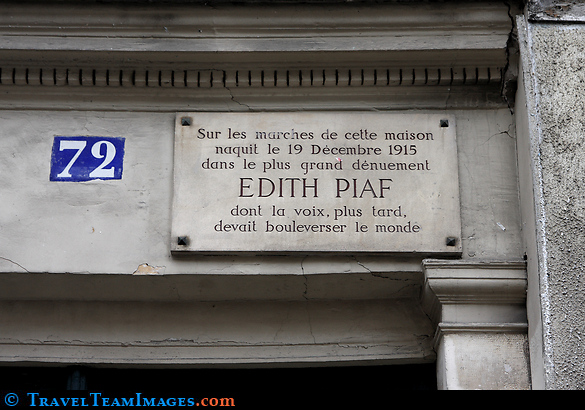 72
Sur les marches de cette maison
naquit le 19 Décembre 1915
dans le plus grand dénuement
EDITH PIAF
dont la voix, plus tard,
devait bouleverser le monde
© TravelTeamImages.com